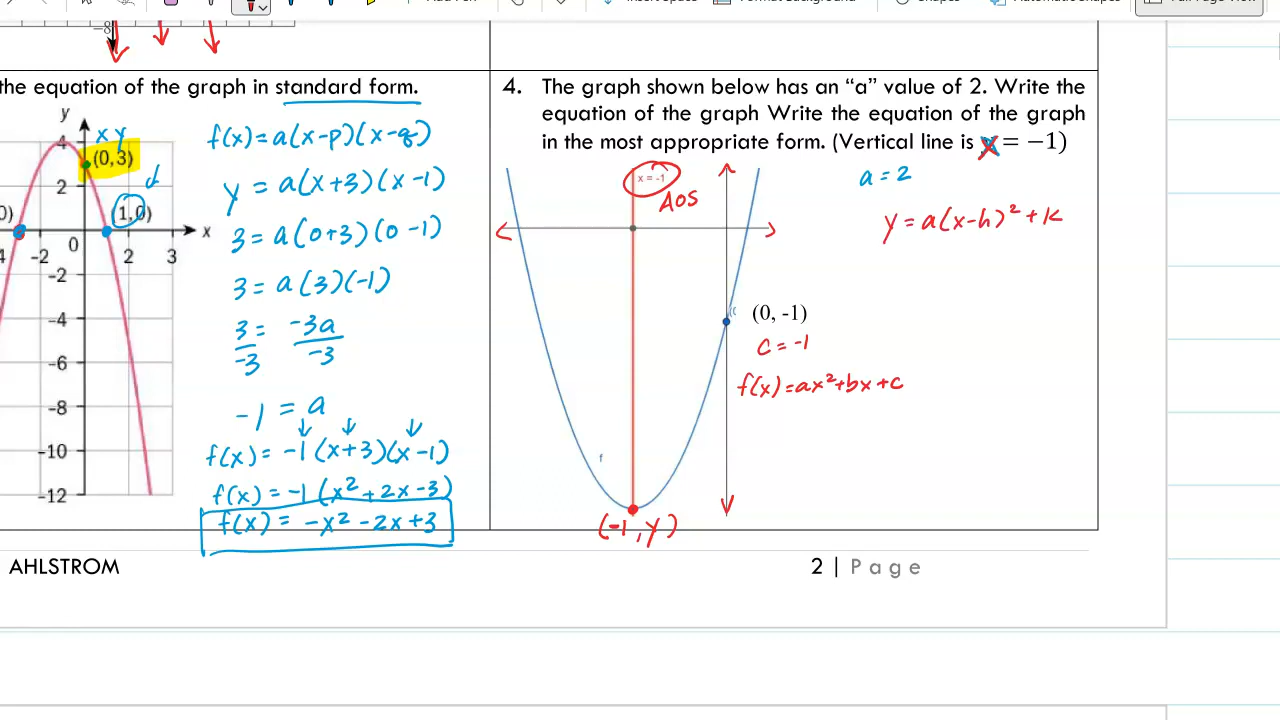 -8
the equation of the graph in standard form.
y
4
x y
(0,3)
2
0)
(1,0)
4
-2
0
2
3
x
-2
-4
-6
-8
-10
-12
f(x)=a(x-p)(x-q)
y = a(x+3)(x-1)
3=a(0+3)(0-1)
3= a(3)(-1)
3 = -3a
-3 -3
-1 = a
f(x)= -1(x+3)(x-1)
f(x)=-1(x²+2x-3)
f(x)= -x²-2x+3
4. The graph shown below has an “a” value of 2. Write the
equation of the graph Write the equation of the graph
in the most appropriate form. (Vertical line is x = −1)
x = -1
AOS
a=2
y=a(x-h)²+k
(0, -1)
c=-1
f(x)=ax²+bx+c
f
(-1,y)
AHLSTROM
2 | Page